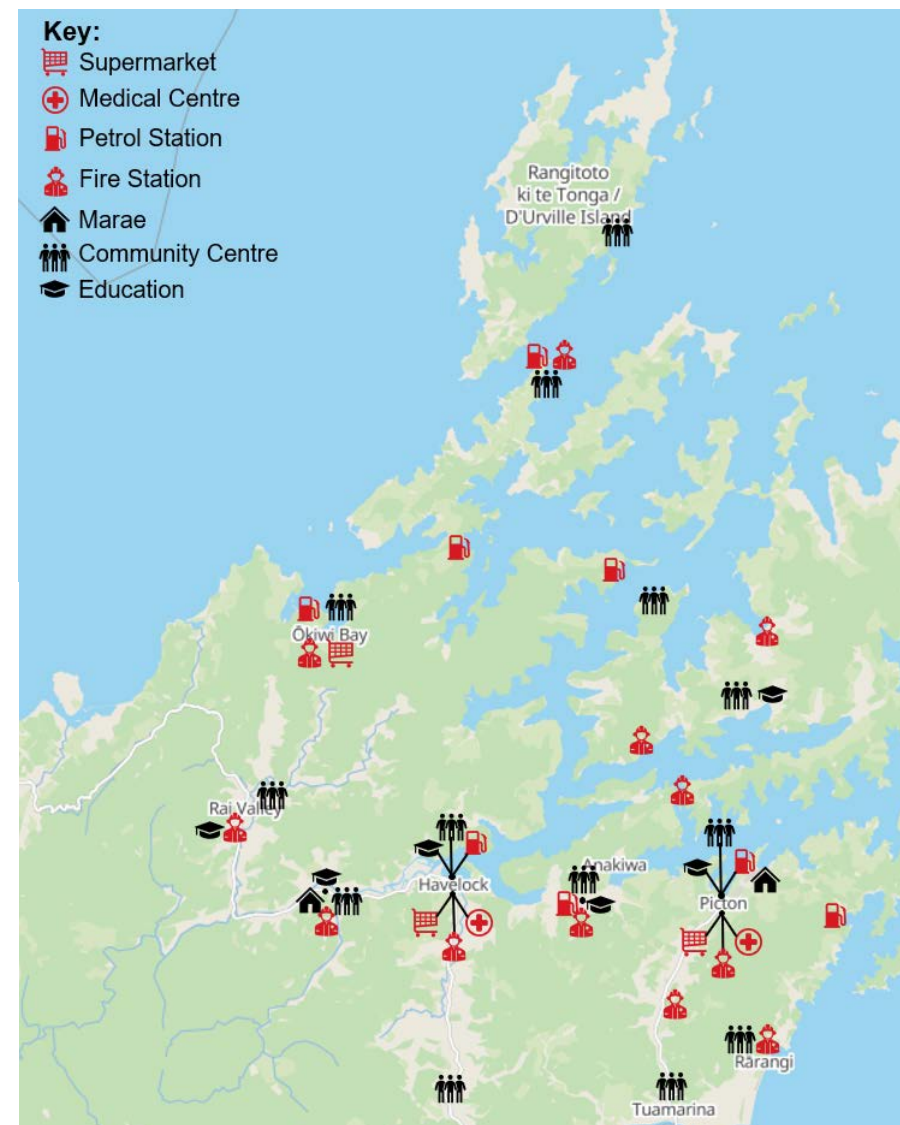 Key:
Supermarket
Medical Centre
Petrol Station
Fire Station
Marae
Community Centre
Education
Rangitoto
ki te Tonga /
D'Urville Island
Ōkiwi Bay
Rai Valley
Havelock
Anakiwa
Picton
Rārangi
Tuamarina